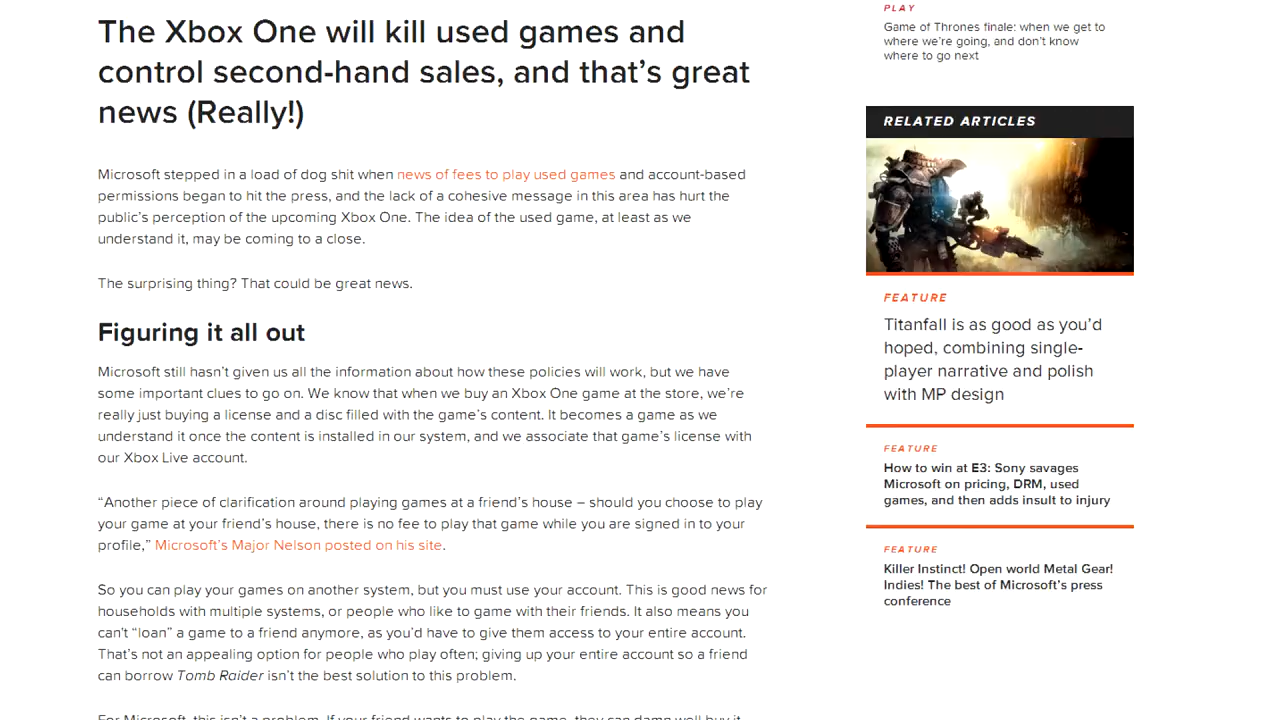 The Xbox One will kill used games and
control second-hand sales, and that's great
news (Really!)
Microsoft stepped in a load of dog shit when news of fees to play used games and account-based
permissions began to hit the press, and the lack of a cohesive message in this area has hurt the
public's perception of the upcoming Xbox One. The idea of the used game, at least as we
understand it, may be coming to a close.
The surprising thing? That could be great news.
Figuring it all out
Microsoft still hasn't given us all the information about how these policies will work, but we have
some important clues to go on. We know that when we buy an Xbox One game at the store, we're
really just buying a license and a disc filled with the game's content. It becomes a game as we
understand it once the content is installed in our system, and we associate that game's license with
our Xbox Live account.
“Another piece of clarification around playing games at a friend's house – should you choose to play
your game at your friend's house, there is no fee to play that game while you are signed in to your
profile,” Microsoft's Major Nelson posted on his site.
So you can play your games on another system, but you must use your account. This is good news for
households with multiple systems, or people who like to game with their friends. It also means you
can't “loan” a game to a friend anymore, as you'd have to give them access to your entire account.
That's not an appealing option for people who play often; giving up your entire account so a friend
can borrow Tomb Raider isn't the best solution to this problem.
For Microsoft, this isn't a problem. If your friend wants to play the game, they can damn well buy it.
PLAY
Game of Thrones finale: when we get to
where we're going, and don't know
where to go next
RELATED ARTICLES
FEATURE
Titanfall is as good as you'd
hoped, combining single-
player narrative and polish
with MP design
FEATURE
How to win at E3: Sony savages
Microsoft on pricing, DRM, used
games, and then adds insult to injury
FEATURE
Killer Instinct! Open world Metal Gear!
Indies! The best of Microsoft's press
conference